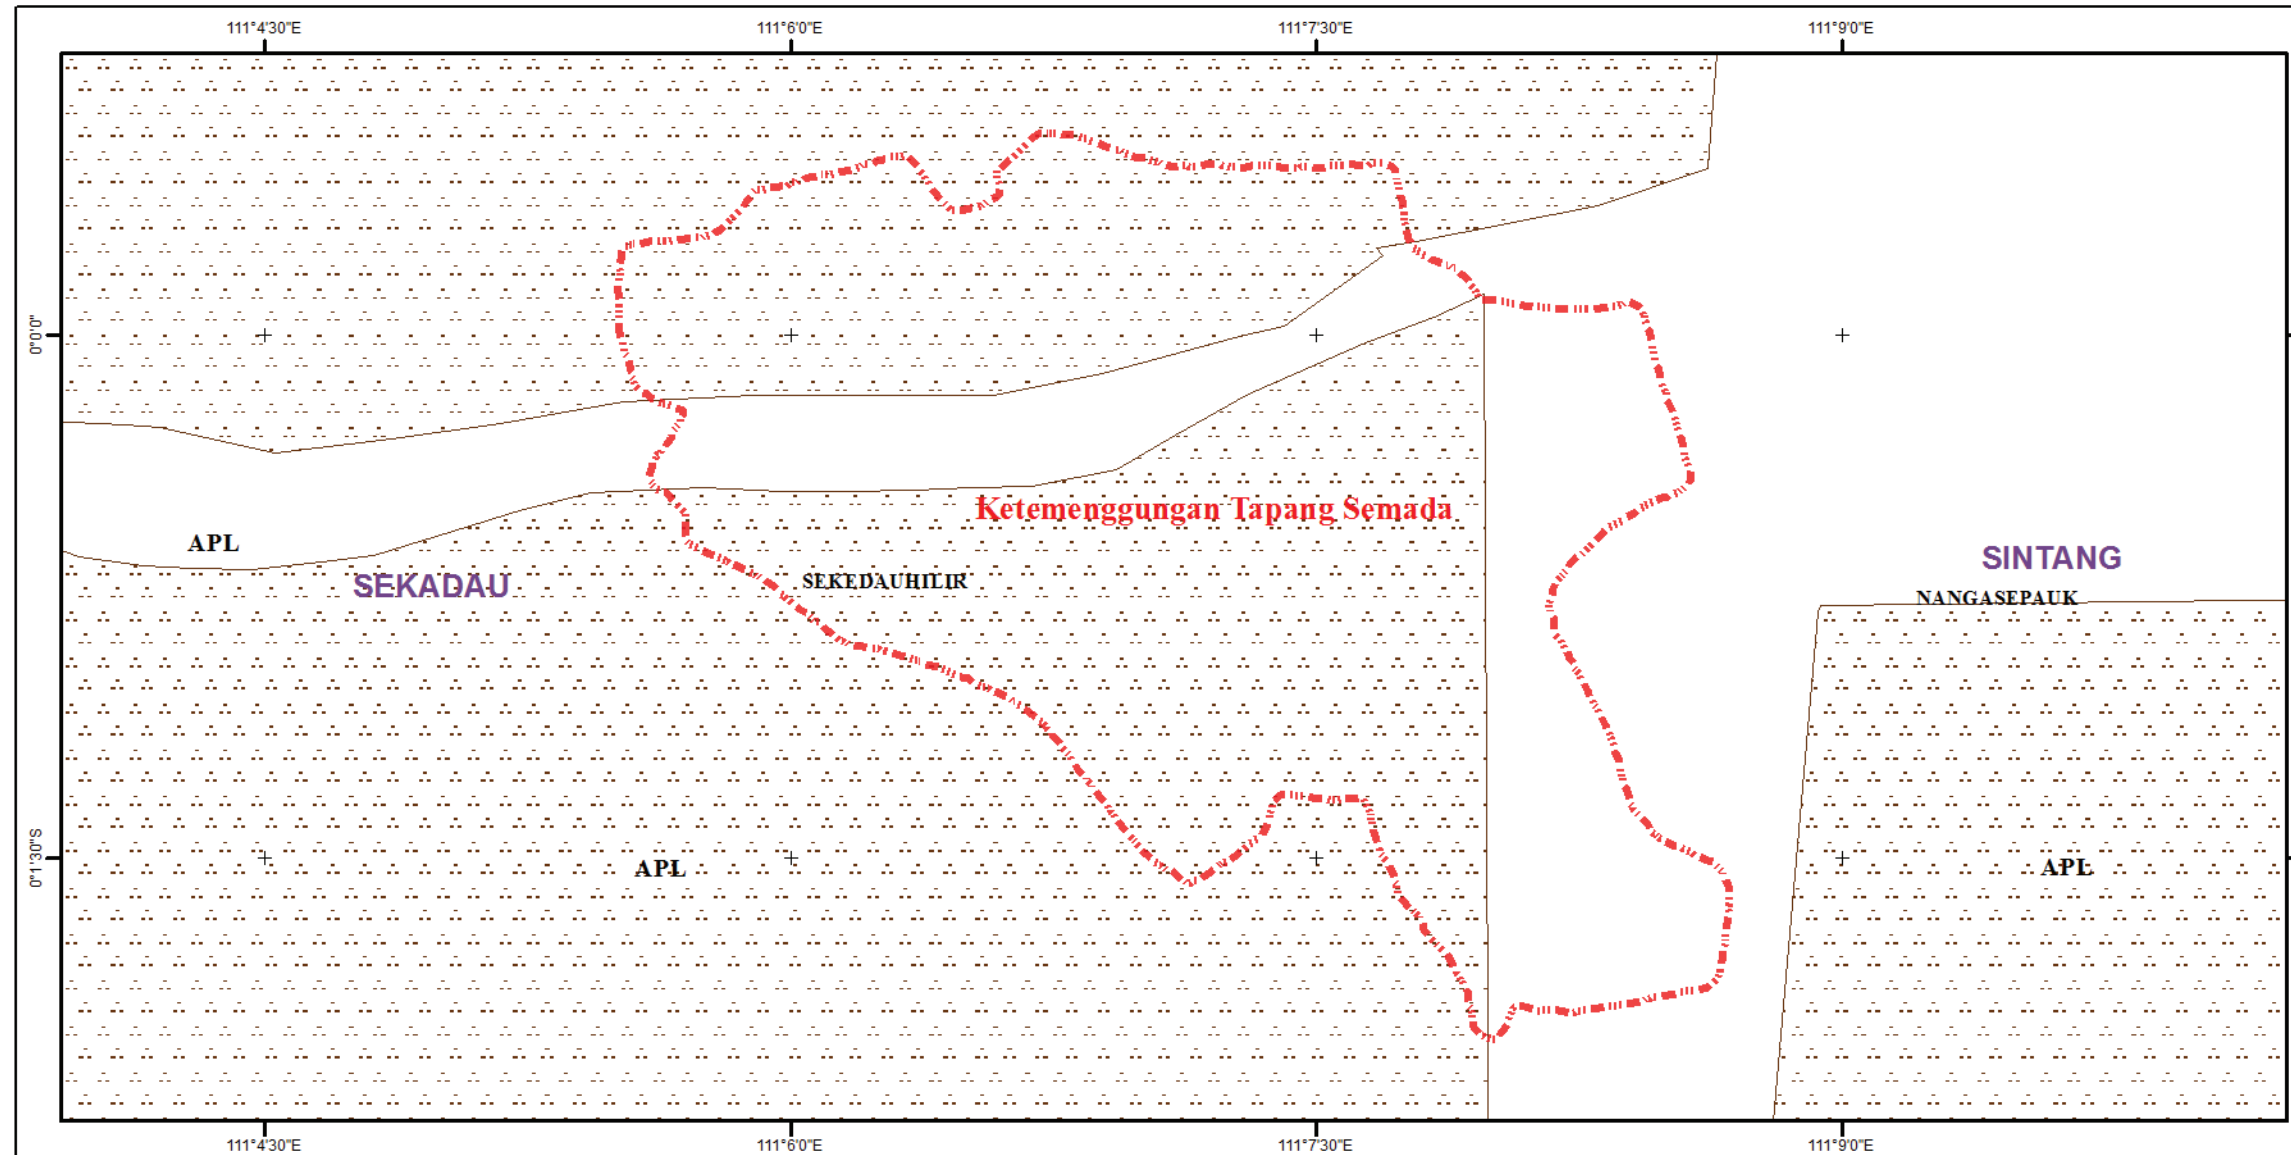 111°4'30"E 111°6'0"E 111°7'30"E 111°9'0"E
0°0'0"
Ketemenggungan Tapang Semada
APL
SINTANG
SEKADAU
SEKEDAUHILIR
NANGASEPAUK
0°1'30"S
APL
APL
111°4'30"E 111°6'0"E 111°7'30"E 111°9'0"E